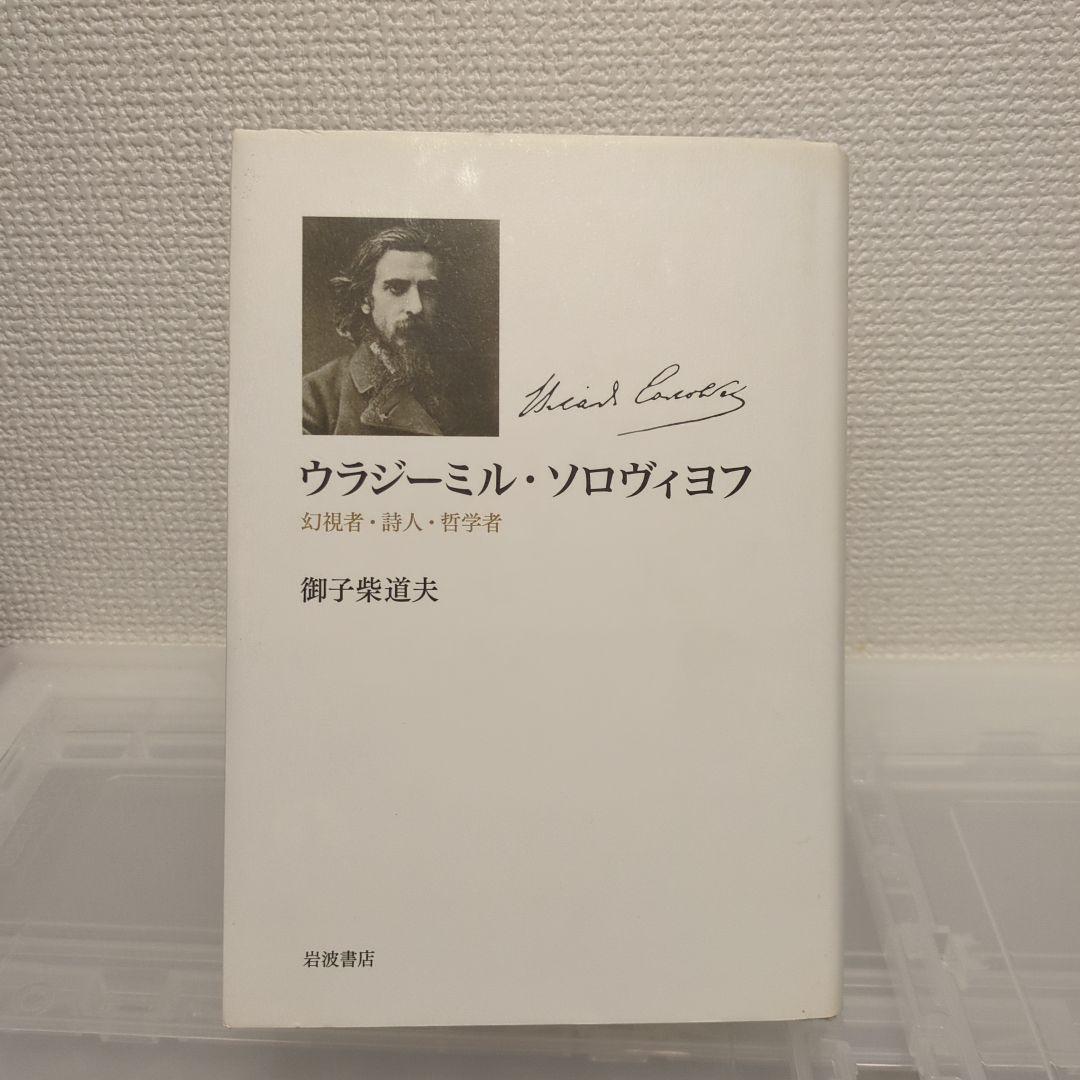 ウラジーミル・ソロヴィヨフ
幻視者・詩人・哲学者
御子柴道夫
岩波書店